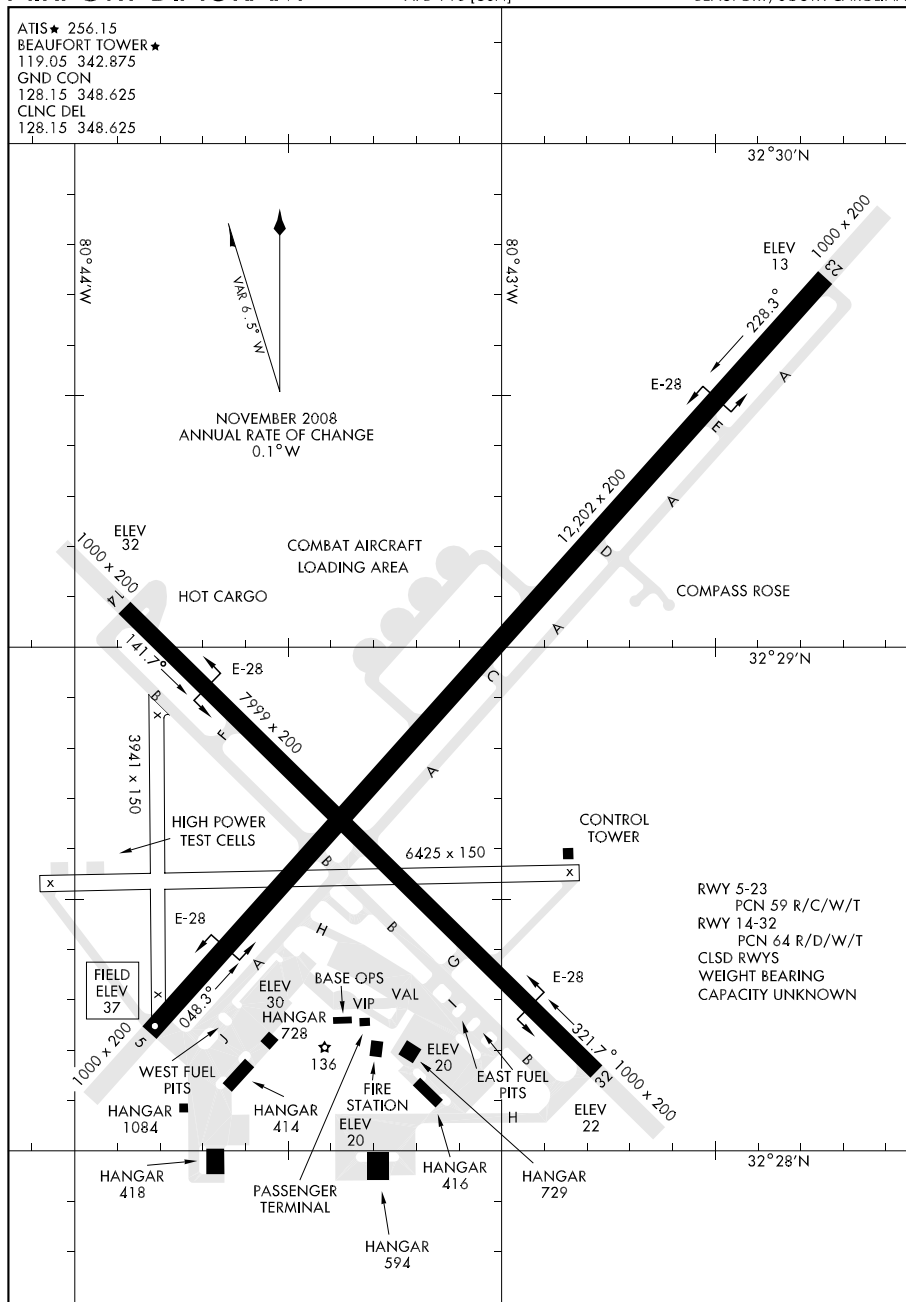 ATIS★ 256.15
BEAUFORT TOWER★
119.05 342.875
GND CON
128.15 348.625
CLNC DEL
128.15 348.625
32°30'N
80°44'W
80°43'W
VAR 6.5° W
NOVEMBER 2008
ANNUAL RATE OF CHANGE
0.1°W
ELEV
13
1000 x 200
23
228.3°
E-28
A
E
A
12,202 x 200
D
A
COMPASS ROSE
A
C
A
ELEV
32
1000 x 200
14
HOT CARGO
COMBAT AIRCRAFT
LOADING AREA
32°29'N
141.7°
E-28
B
x
F
7999 x 200
3941 x 150
HIGH POWER
TEST CELLS
6425 x 150
CONTROL
TOWER
x
x
B
RWY 5-23
PCN 59 R/C/W/T
RWY 14-32
PCN 64 R/D/W/T
CLSD RWYS
WEIGHT BEARING
CAPACITY UNKNOWN
E-28
H
B
A
G
E-28
FIELD
ELEV
37
x
048.3°
ELEV
30
BASE OPS
VIP
VAL
I
HANGAR
728
5
1000 x 200
J
136
ELEV
20
B
321.7°
32
1000 x 200
WEST FUEL
PITS
FIRE
STATION
EAST FUEL
PITS
HANGAR
1084
HANGAR
414
ELEV
20
H
ELEV
22
32°28'N
HANGAR
418
PASSENGER
TERMINAL
HANGAR
416
HANGAR
729
HANGAR
594